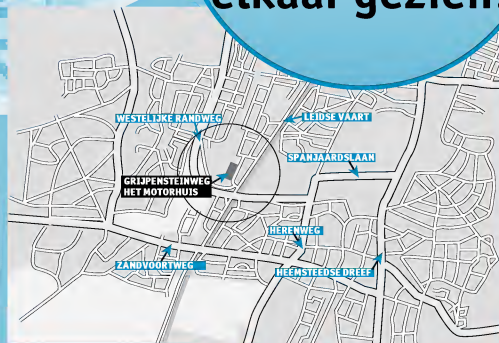 elkaar gezien?
WESTELIJKE RANDWEG
LEIDSE VAART
SPANJAARDSLAAN
GRIJPENSTEINWEG
HET MOTORHUIS
HERENWEG
ZANDVOORTWEG
HEEMSTEEDSE DREEF